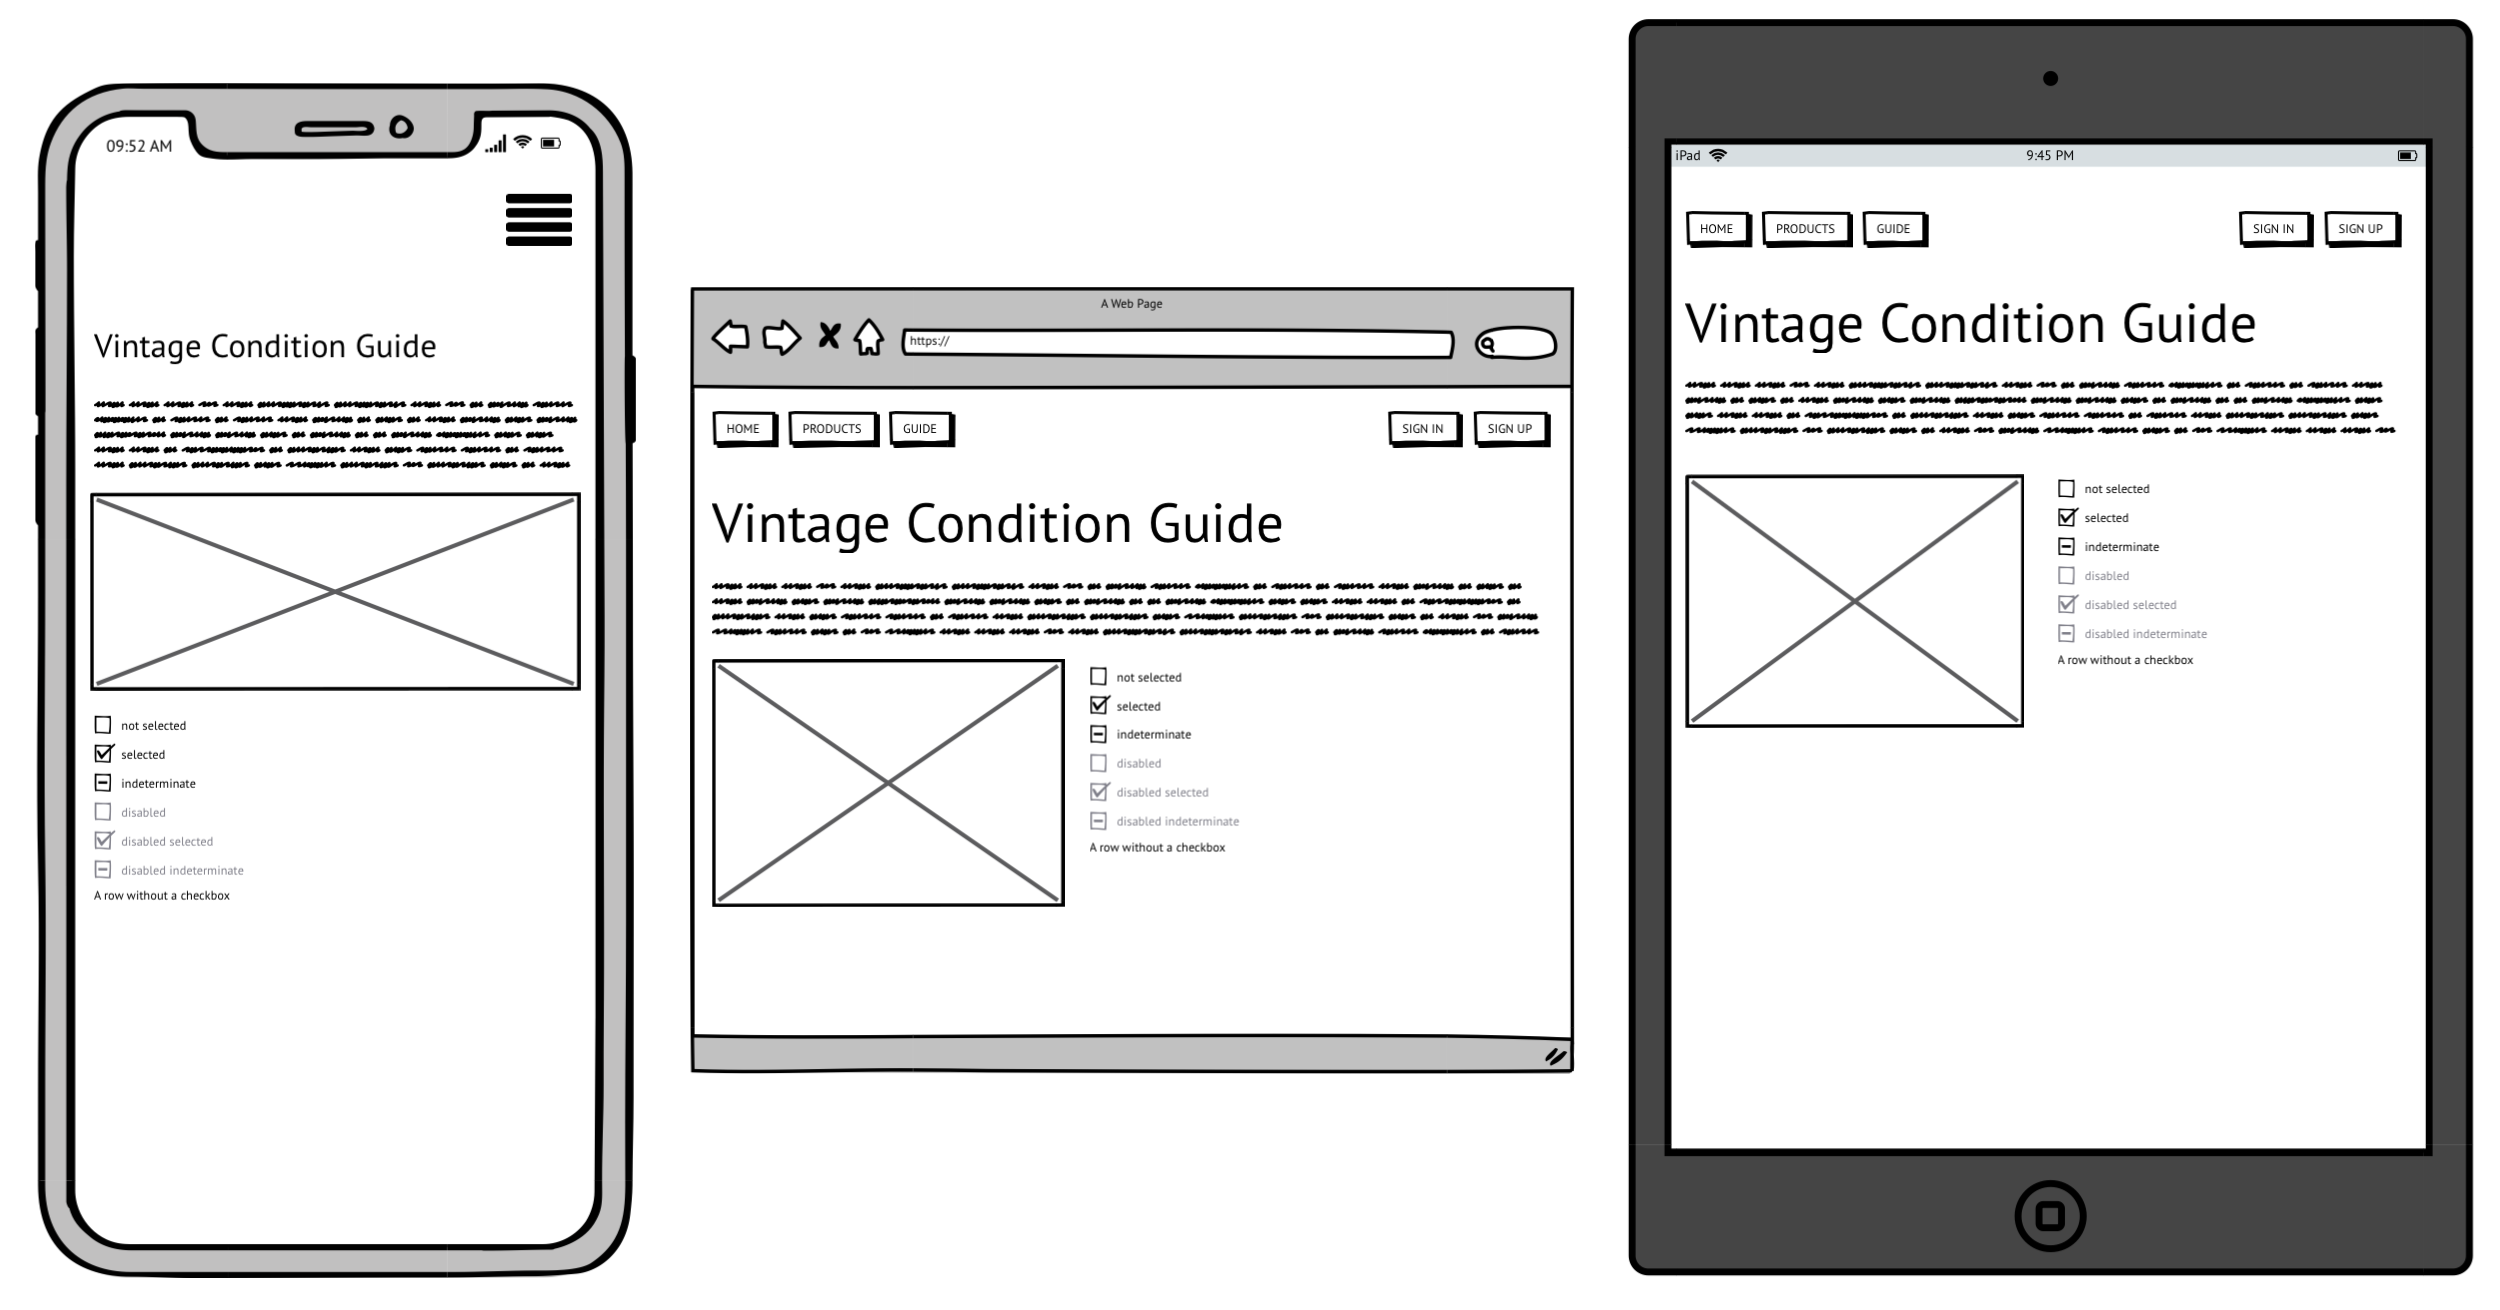 09:52 AM
Vintage Condition Guide
not selected
selected
indeterminate
disabled
disabled selected
disabled indeterminate
A row without a checkbox
A Web Page
https://
HOME PRODUCTS GUIDE SIGN IN SIGN UP
Vintage Condition Guide
not selected
selected
indeterminate
disabled
disabled selected
disabled indeterminate
A row without a checkbox
iPad 9:45 PM
HOME PRODUCTS GUIDE SIGN IN SIGN UP
Vintage Condition Guide
not selected
selected
indeterminate
disabled
disabled selected
disabled indeterminate
A row without a checkbox